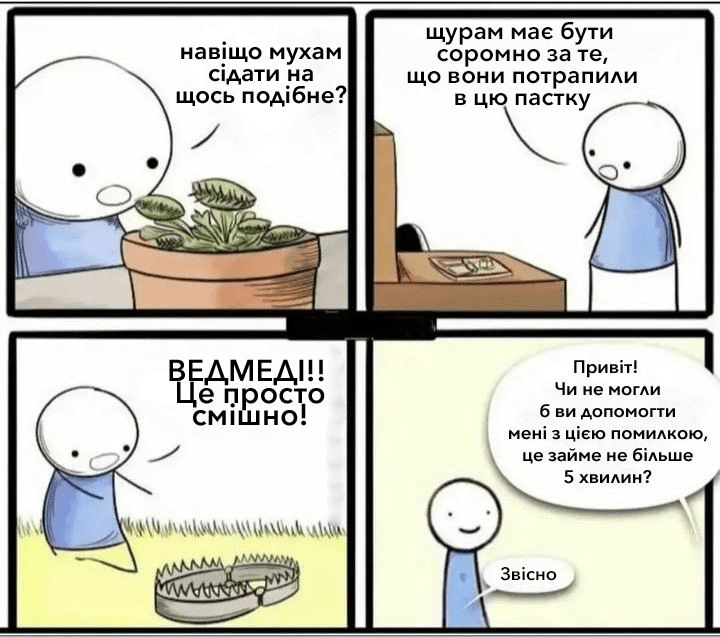 навіщо мухам
сідати на
щось подібне?
щурам має бути
соромно за те,
що вони потрапили
в цю пастку
ВЕДМЕДІ!!
Це просто
смішно!
Привіт!
Чи не могли
б ви допомогти
мені з цією помилкою,
це займе не більше
5 хвилин?
Звісно